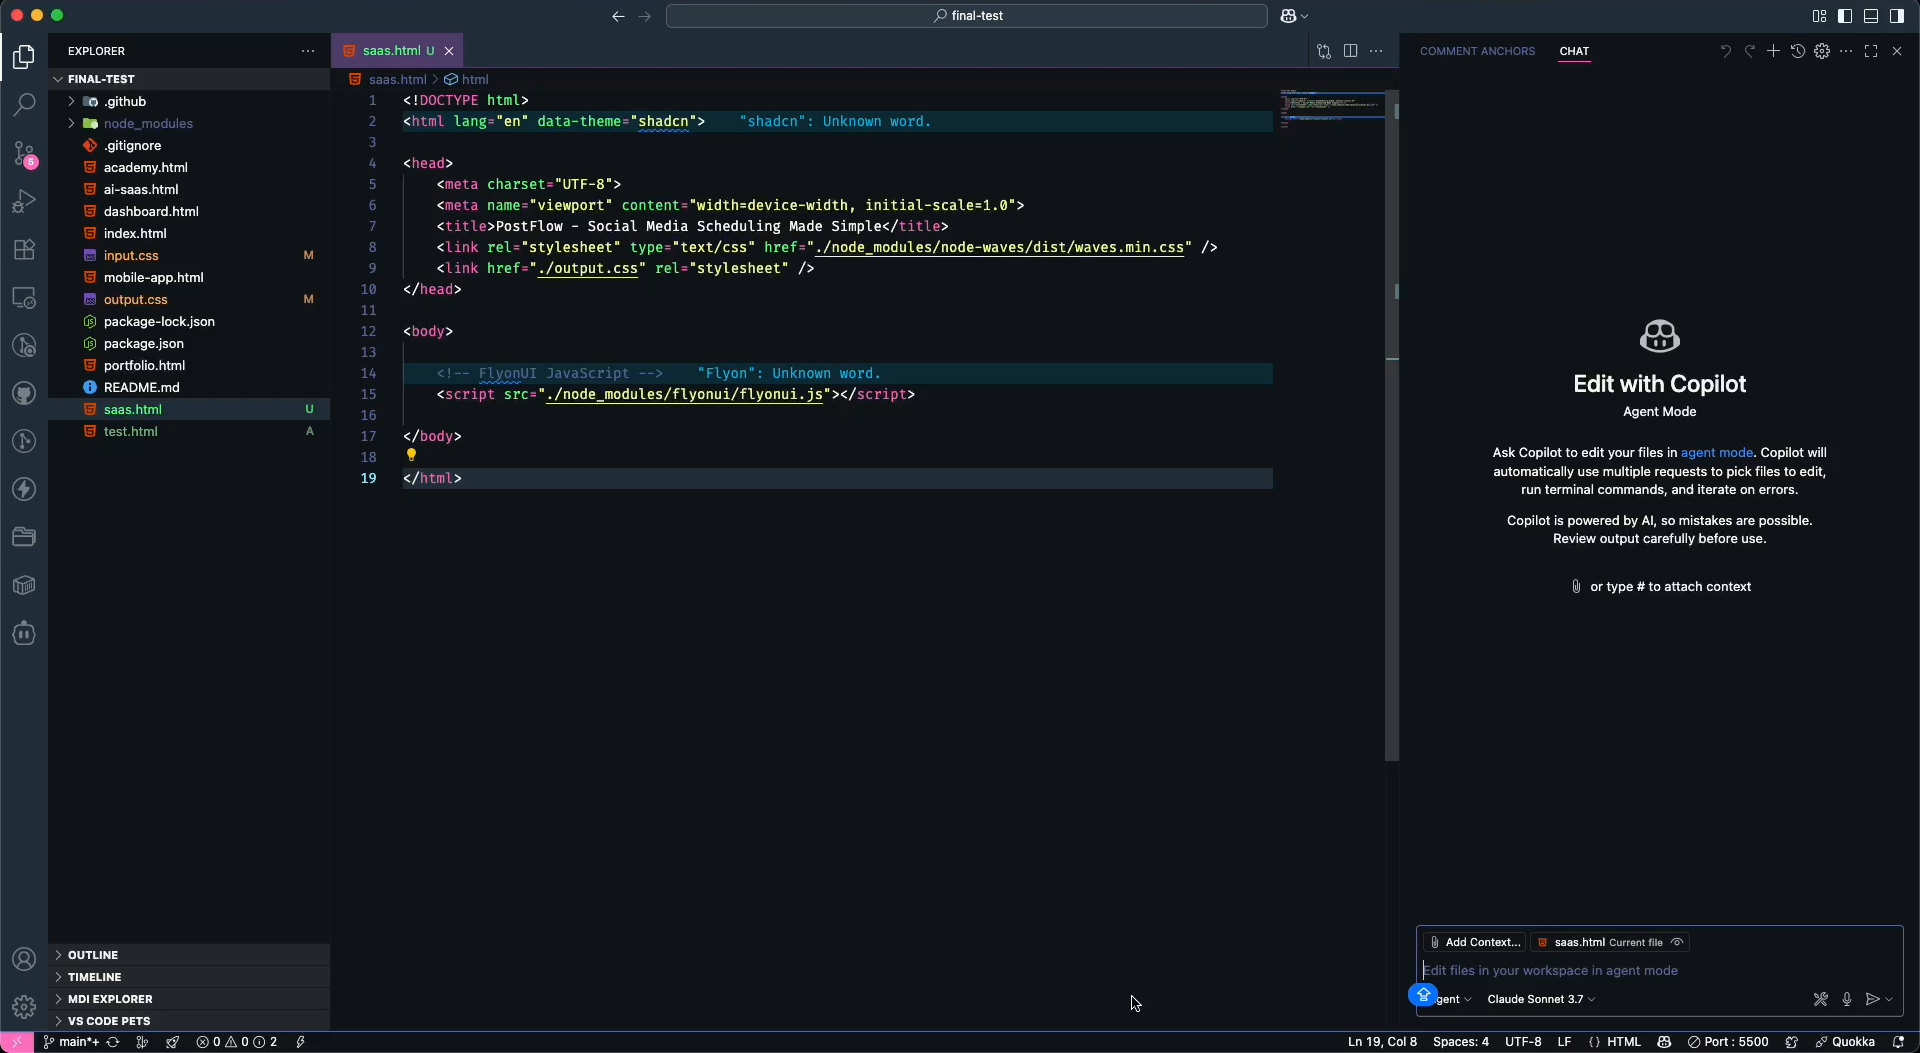 final-test
EXPLORER
FINAL-TEST
.github
node_modules
.gitignore
academy.html
ai-saas.html
dashboard.html
index.html
input.css M
mobile-app.html
output.css M
package-lock.json
package.json
portfolio.html
README.md
saas.html U
test.html A
OUTLINE
TIMELINE
MDI EXPLORER
VS CODE PETS
5
saas.html U
saas.html > html
1 <!DOCTYPE html>
2 <html lang="en" data-theme="shadcn"> "shadcn": Unknown word.
3
4 <head>
5 <meta charset="UTF-8">
6 <meta name="viewport" content="width=device-width, initial-scale=1.0">
7 <title>PostFlow - Social Media Scheduling Made Simple</title>
8 <link rel="stylesheet" type="text/css" href="./node_modules/node-waves/dist/waves.min.css" />
9 <link href="./output.css" rel="stylesheet" />
10 </head>
11
12 <body>
13
14 <!-- FlyonUI JavaScript --> "Flyon": Unknown word.
15 <script src="./node_modules/flyonui/flyonui.js"></script>
16
17 </body>
18
19 </html>
COMMENT ANCHORS CHAT
Edit with Copilot
Agent Mode
Ask Copilot to edit your files in agent mode. Copilot will
automatically use multiple requests to pick files to edit,
run terminal commands, and iterate on errors.
Copilot is powered by AI, so mistakes are possible.
Review output carefully before use.
or type # to attach context
Add Context... saas.html Current file
Edit files in your workspace in agent mode
gent Claude Sonnet 3.7
main*+ 0 0 2 Ln 19, Col 8 Spaces: 4 UTF-8 LF {} HTML Port : 5500 Quokka